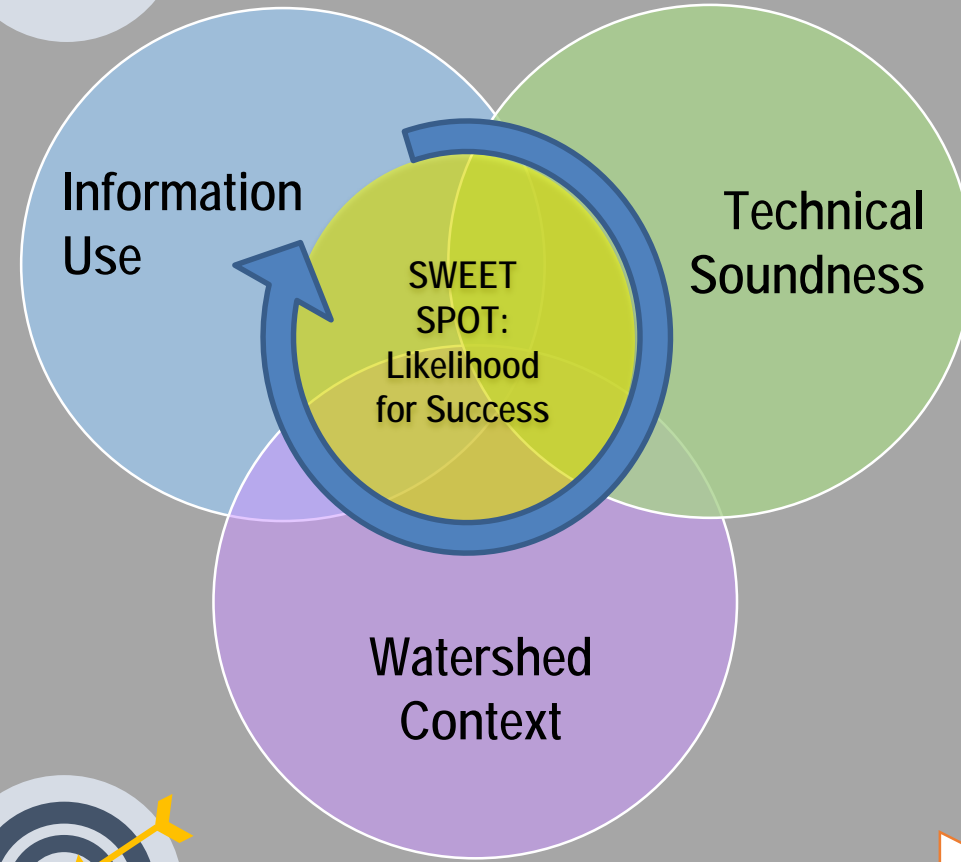 Information
Use
Technical
Soundness
SWEET
SPOT:
Likelihood
for Success
Watershed
Context